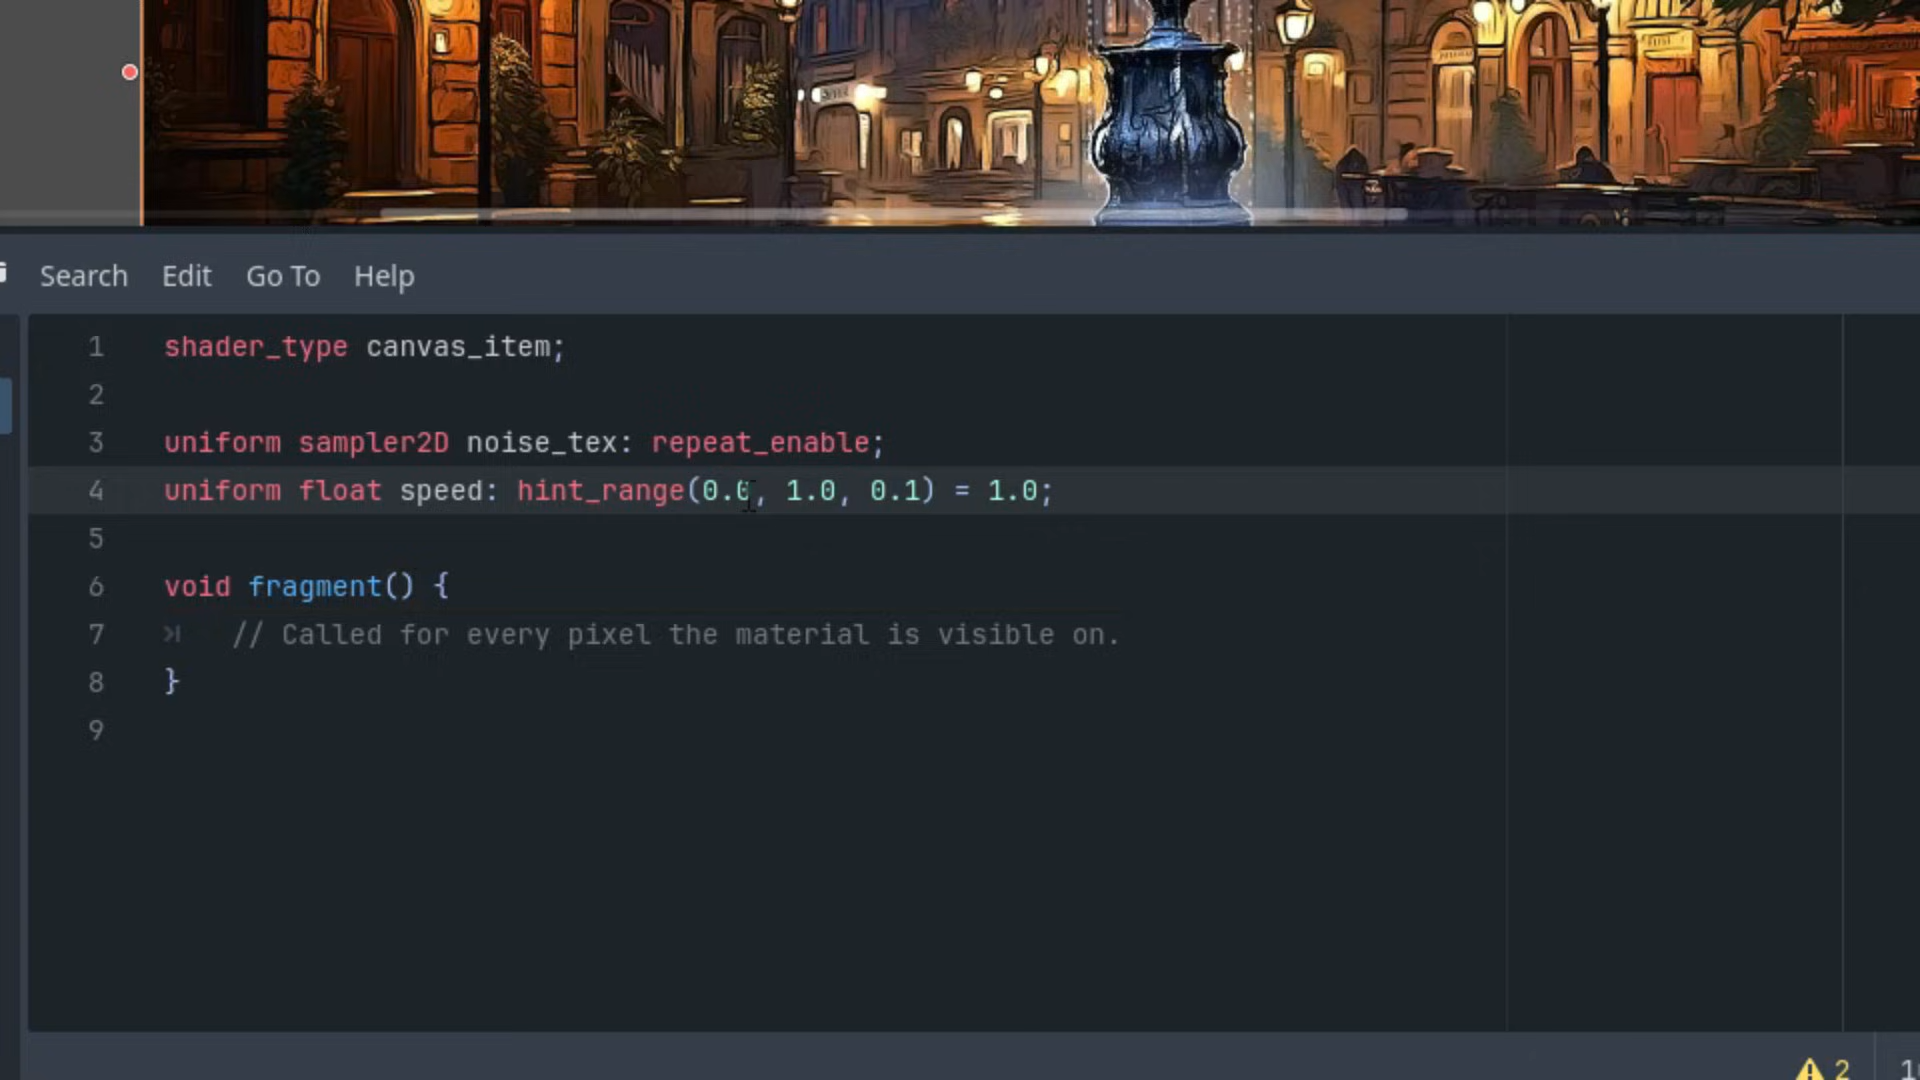 Search Edit Go To Help
1 shader_type canvas_item;
2
3 uniform sampler2D noise_tex: repeat_enable;
4 uniform float speed: hint_range(0.0, 1.0, 0.1) = 1.0;
5
6 void fragment() {
7 // Called for every pixel the material is visible on.
8 }
9
2